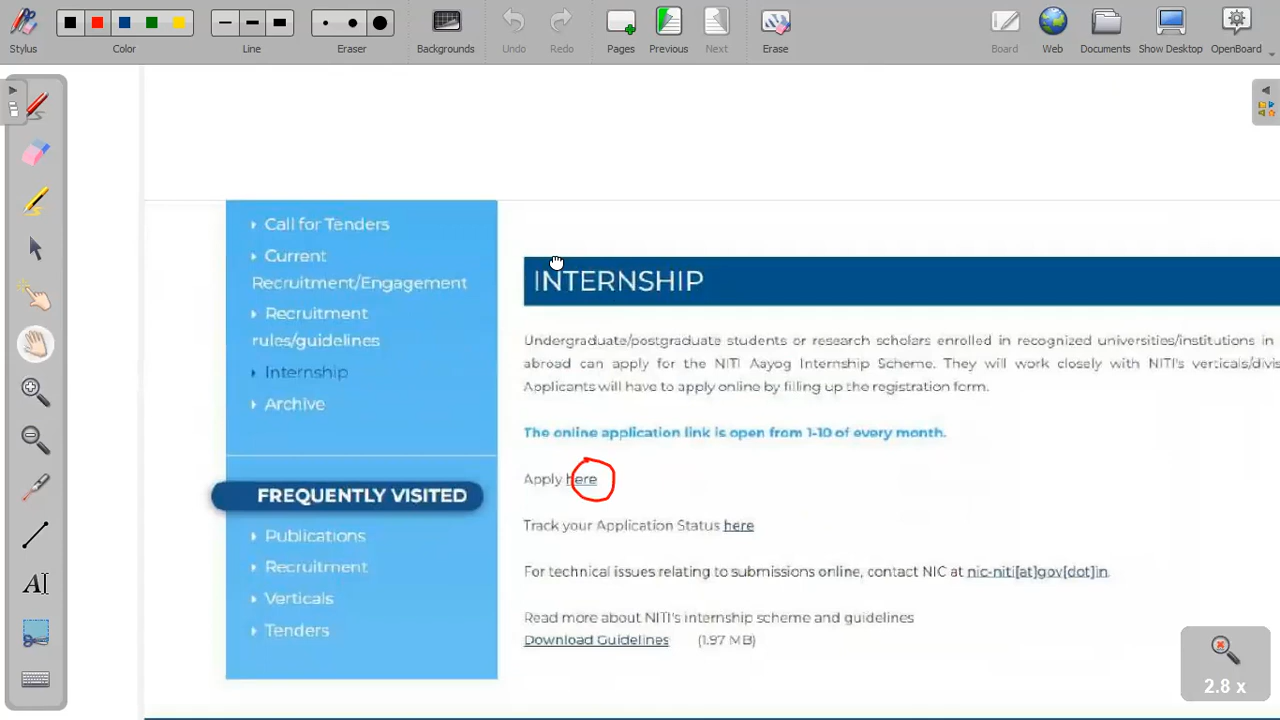 Stylus Color Line Eraser Backgrounds Undo Redo Pages Previous Next Erase Board Web Documents Show Desktop OpenBoard
Call for Tenders
Current
Recruitment/Engagement
Recruitment
rules/guidelines
Internship
Archive
FREQUENTLY VISITED
Publications
Recruitment
Verticals
Tenders
INTERNSHIP
Undergraduate/postgraduate students or research scholars enrolled in recognized universities/institutions in
abroad can apply for the NITI Aayog Internship Scheme. They will work closely with NITI's verticals/divis
Applicants will have to apply online by filling up the registration form.
The online application link is open from 1-10 of every month.
Apply here
Track your Application Status here
For technical issues relating to submissions online, contact NIC at nic-niti[at]gov[dot]in.
Read more about NITI's internship scheme and guidelines
Download Guidelines (1.97 MB)
2.8 x